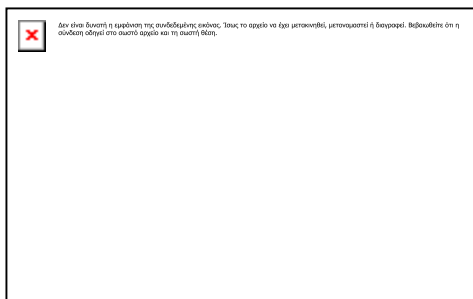 Δεν είναι δυνατή η εμφάνιση της συνδεδεμένης εικόνας. Ίσως το αρχείο να έχει μετακινηθεί, μετονομαστεί ή διαγραφεί. Βεβαιωθείτε ότι η
σύνδεση οδηγεί στο σωστό αρχείο και τη σωστή θέση.